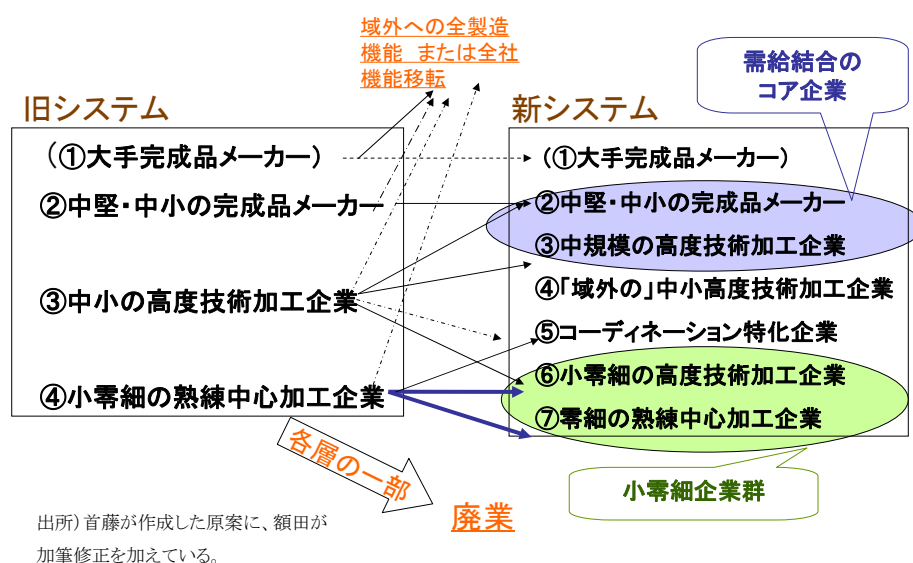 域外への全製造
機能 または全社
機能移転
需給結合の
コア企業
旧システム
新システム
（①大手完成品メーカー）
②中堅・中小の完成品メーカー
③中小の高度技術加工企業
④小零細の熟練中心加工企業
（①大手完成品メーカー）
②中堅・中小の完成品メーカー
③中規模の高度技術加工企業
④「域外の」中小高度技術加工企業
⑤コーディネーション特化企業
⑥小零細の高度技術加工企業
⑦零細の熟練中心加工企業
各層の一部
廃業
小零細企業群
出所）首藤が作成した原案に、額田が
加筆修正を加えている。